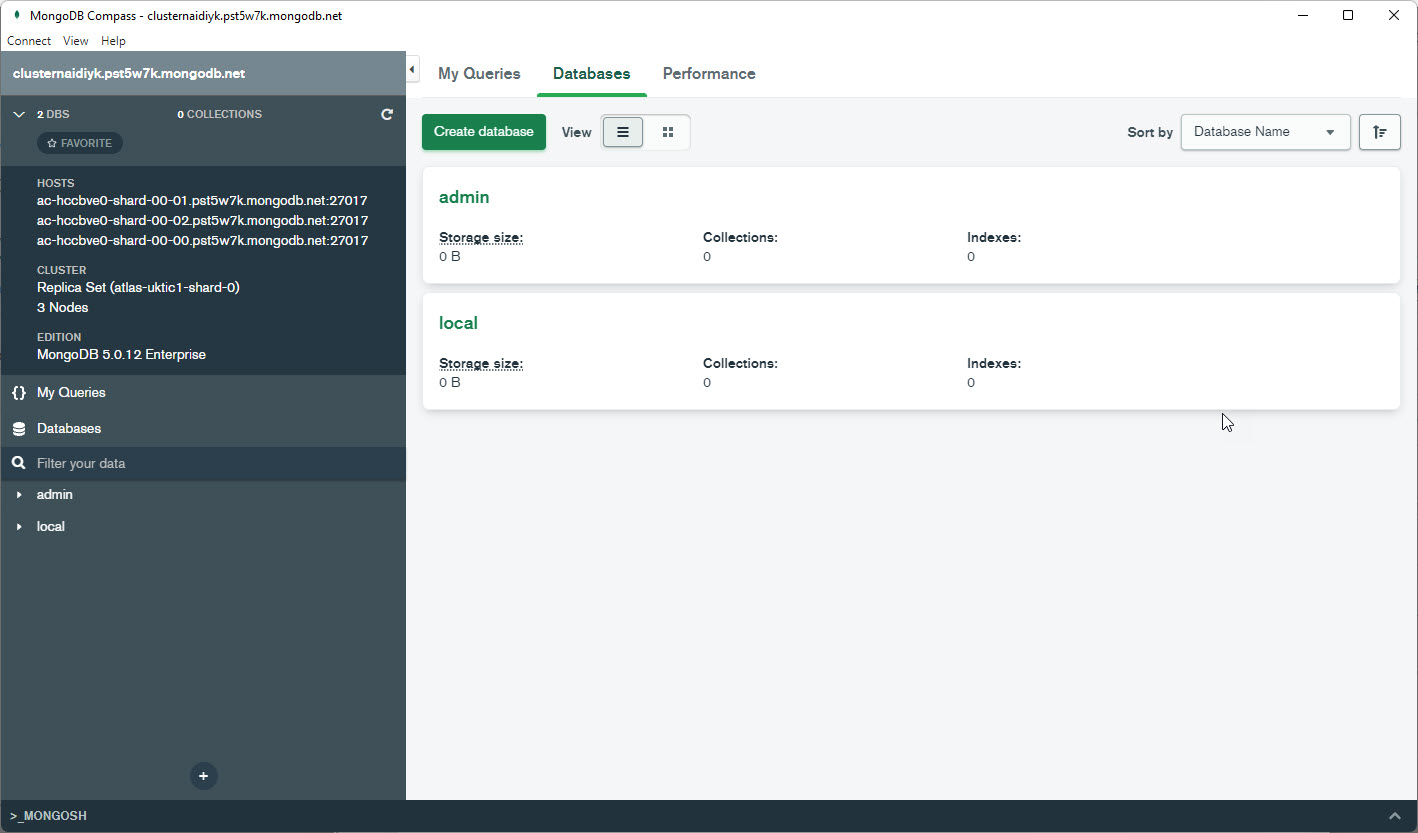 MongoDB Compass - clusternaidiyk.pst5w7k.mongodb.net
Connect View Help
clusternaidiyk.pst5w7k.mongodb.net
2 DBS 0 COLLECTIONS
FAVORITE
HOSTS
ac-hccbve0-shard-00-01.pst5w7k.mongodb.net:27017
ac-hccbve0-shard-00-02.pst5w7k.mongodb.net:27017
ac-hccbve0-shard-00-00.pst5w7k.mongodb.net:27017
CLUSTER
Replica Set (atlas-uktic1-shard-0)
3 Nodes
EDITION
MongoDB 5.0.12 Enterprise
{} My Queries
Databases
Filter your data
admin
local
+
My Queries Databases Performance
Create database View Sort by Database Name
admin
Storage size: Collections: Indexes:
0 B 0 0
local
Storage size: Collections: Indexes:
0 B 0 0
>_MONGOSH